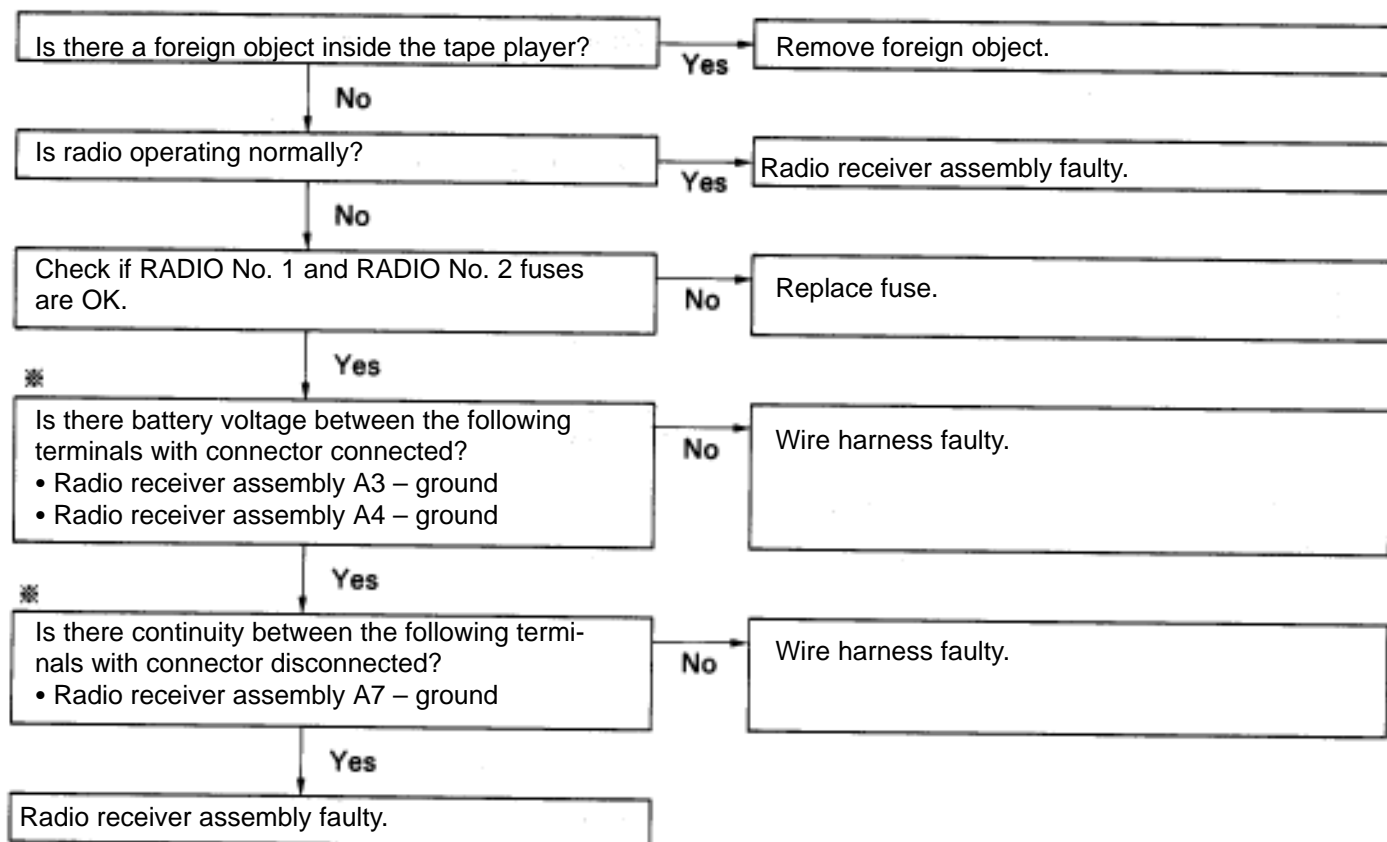 Is there a foreign object inside the tape player?
Yes
Remove foreign object.
No
Is radio operating normally?
Yes
Radio receiver assembly faulty.
No
Check if RADIO No. 1 and RADIO No. 2 fuses
are OK.
No
Replace fuse.
Yes
※
Is there battery voltage between the following
terminals with connector connected?
• Radio receiver assembly A3 – ground
• Radio receiver assembly A4 – ground
No
Wire harness faulty.
Yes
※
Is there continuity between the following termi-
nals with connector disconnected?
• Radio receiver assembly A7 – ground
No
Wire harness faulty.
Yes
Radio receiver assembly faulty.